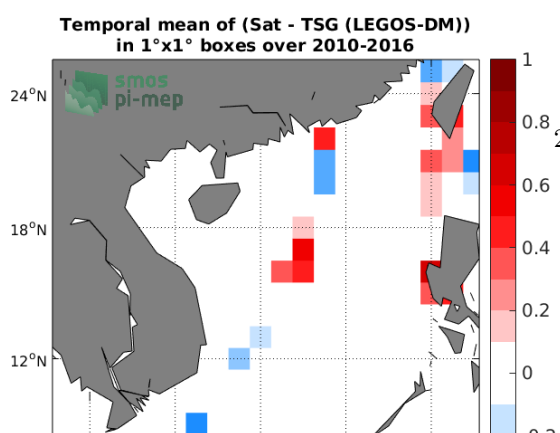 Temporal mean of (Sat - TSG (LEGOS-DM))
in 1°x1° boxes over 2010-2016
smos
pi-mep
24°N
18°N
12°N
1
0.8
0.6
0.4
0.2
0